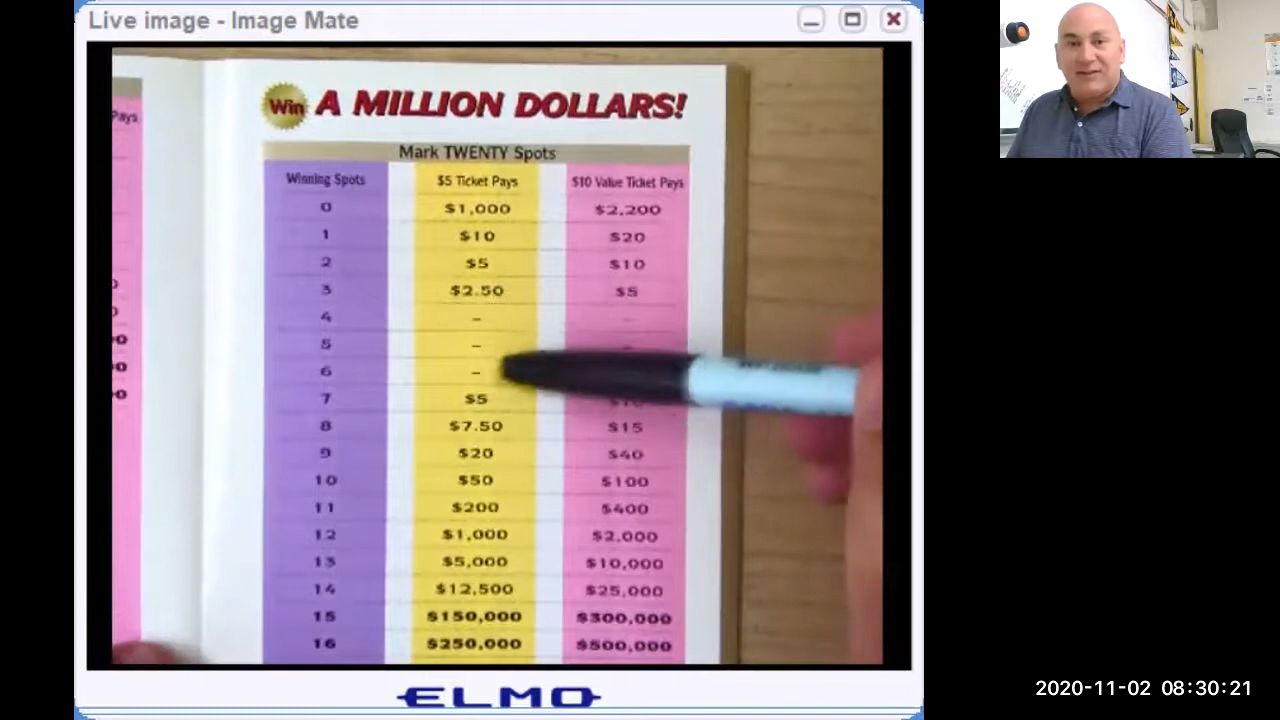 Live image - Image Mate
Pays
Win A MILLION DOLLARS!
Mark TWENTY Spots
Winning Spots $5 Ticket Pays $10 Value Ticket Pays
0 $1,000 $2,200
1 $10 $20
2 $5 $10
3 $2.50 $5
4 - -
5 - -
6 -
7 $5
8 $7.50 $15
9 $20 $40
10 $50 $100
11 $200 $400
12 $1,000 $2,000
13 $5,000 $10,000
14 $12,500 $25,000
15 $150,000 $300,000
16 $250,000 $500,000
ELMO
2020-11-02 08:30:21